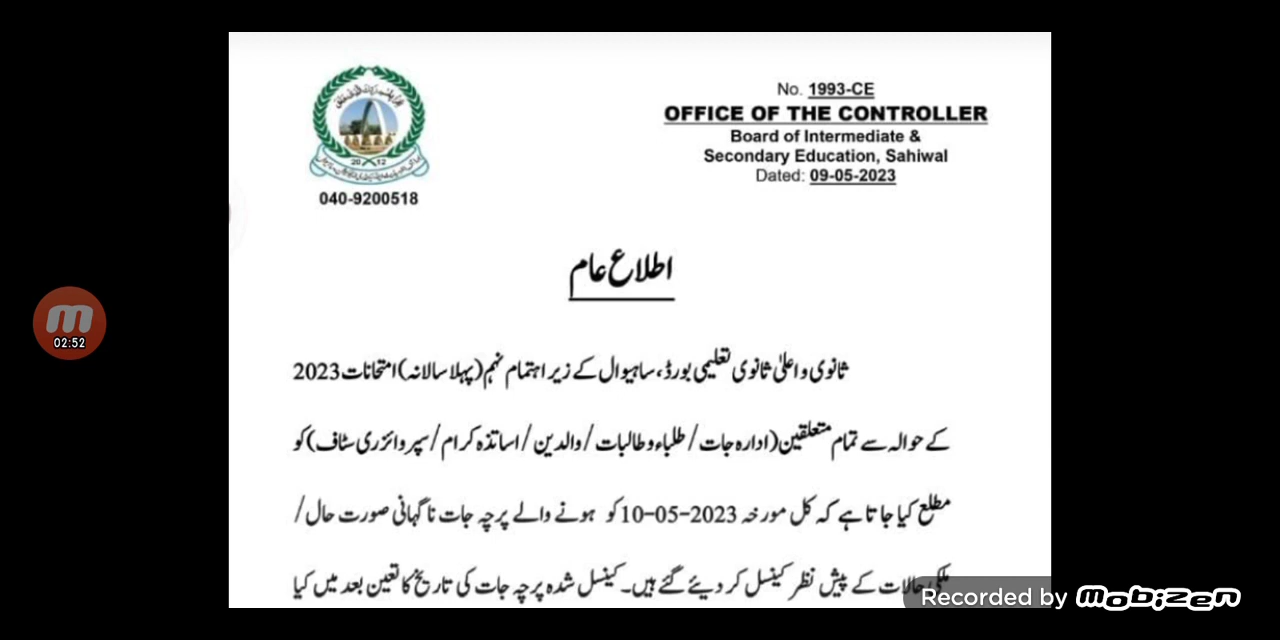 No. 1993-CE
OFFICE OF THE CONTROLLER
Board of Intermediate &
Secondary Education, Sahiwal
Dated: 09-05-2023
20 12
040-9200518
اطلاع عام
ثانوی و اعلیٰ ثانوی تعلیمی بورڈ، ساہیوال کے زیر اہتمام نہم (پہلا سالانہ) امتحانات 2023
کے حوالہ سے تمام متعلقین (ادارہ جات / طلباء و طالبات / والدین / اساتذہ کرام / سپروائزری سٹاف) کو
مطلع کیا جاتا ہے کہ کل مورخہ 10-05-2023 کو ہونے والے پرچہ جات ناگہانی صورت حال /
ملکی حالات کے پیش نظر کینسل کر دیئے گئے ہیں۔ کینسل شدہ پرچہ جات کی تاریخ کا تعین بعد میں کیا
02:52
Recorded by mobizen